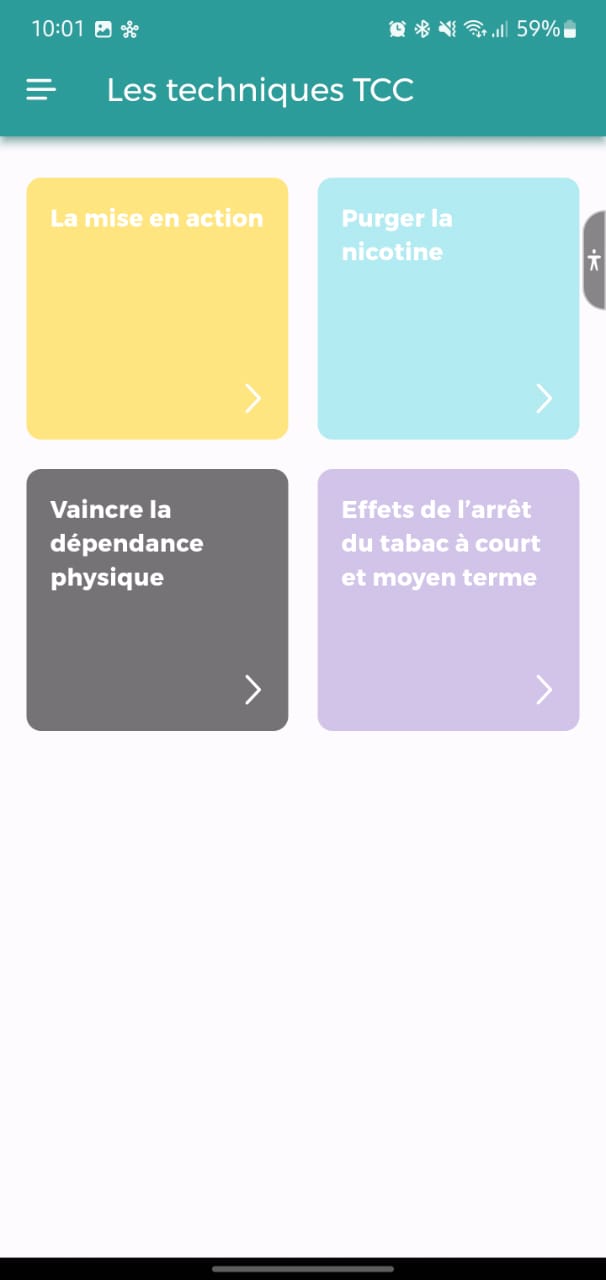 10:01
59%
Les techniques TCC
La mise en action
Purger la
nicotine
Vaincre la
dépendance
physique
Effets de l’arrêt
du tabac à court
et moyen terme